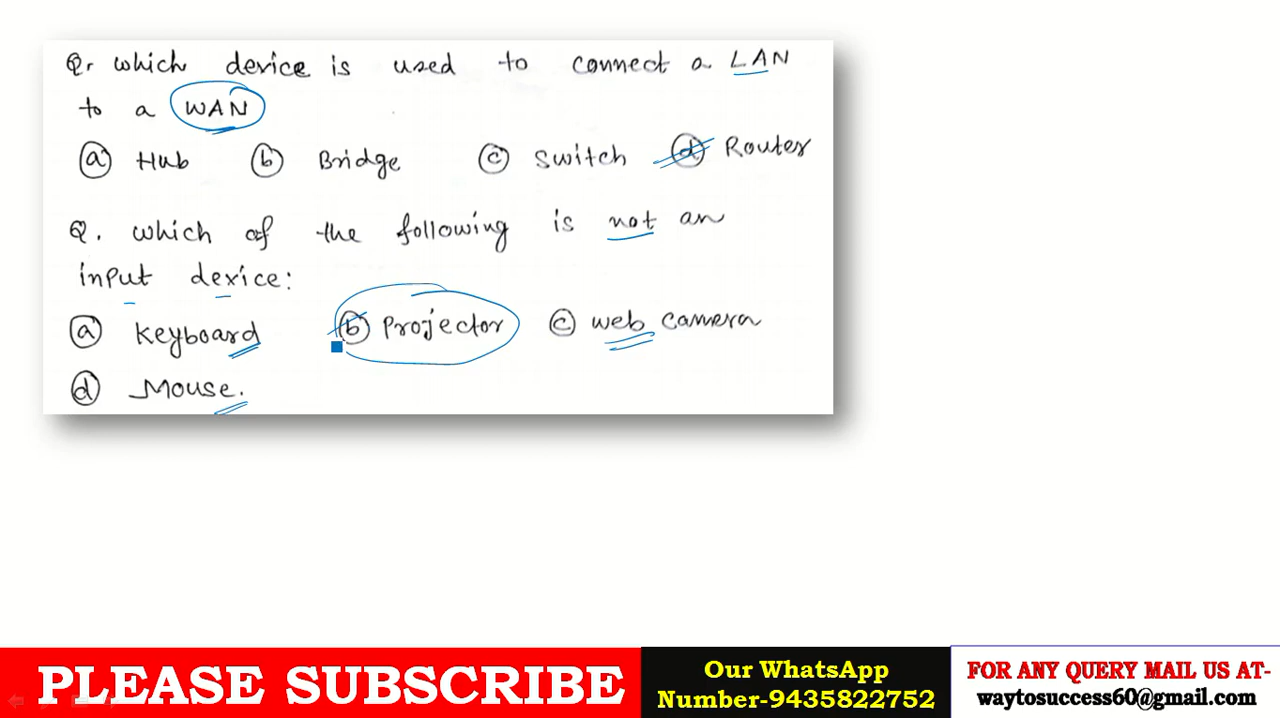 Q. which device is used to connect a LAN
to a WAN
(a) Hub (b) Bridge (c) Switch (d) Router
Q. which of the following is not an
input device:
(a) Keyboard (b) Projector (c) web camera
(d) Mouse.
PLEASE SUBSCRIBE
Our WhatsApp
Number-9435822752
FOR ANY QUERY MAIL US AT-
waytosuccess60@gmail.com